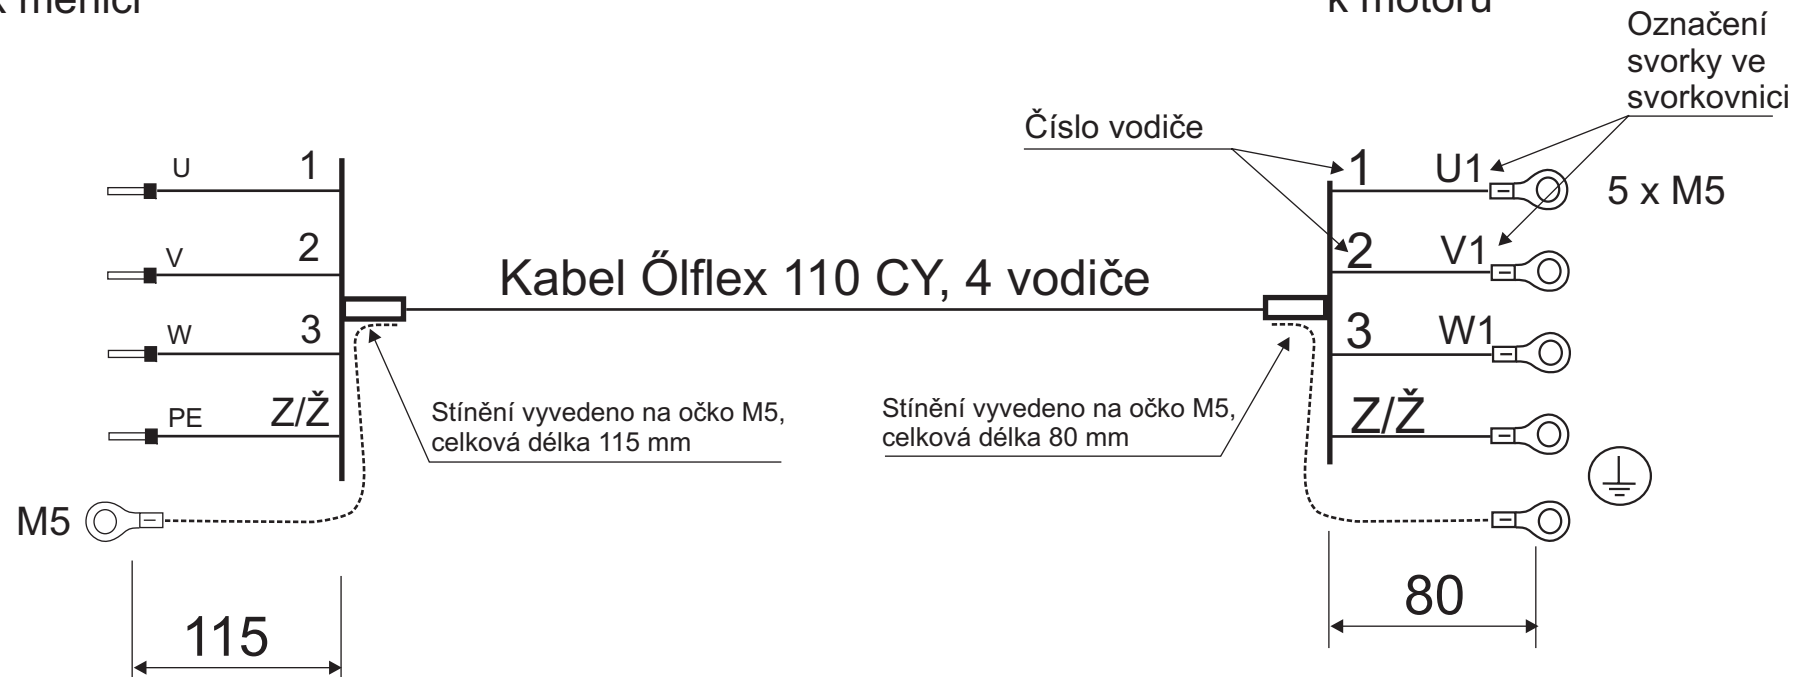 k měniči
k motoru
Označení
svorky ve
svorkovnici
Číslo vodiče
U 1
1 U1
5 x M5
V 2
2 V1
Kabel Őlflex 110 CY, 4 vodiče
W 3
3 W1
PE Z/Ž
Z/Ž
Stínění vyvedeno na očko M5,
celková délka 115 mm
Stínění vyvedeno na očko M5,
celková délka 80 mm
M5
115
80